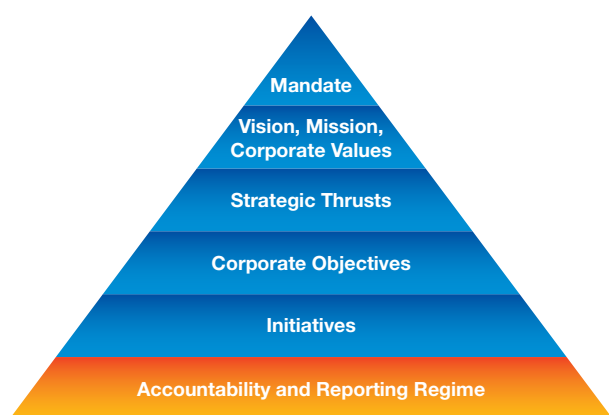 Mandate
Vision, Mission,
Corporate Values
Strategic Thrusts
Corporate Objectives
Initiatives
Accountability and Reporting Regime